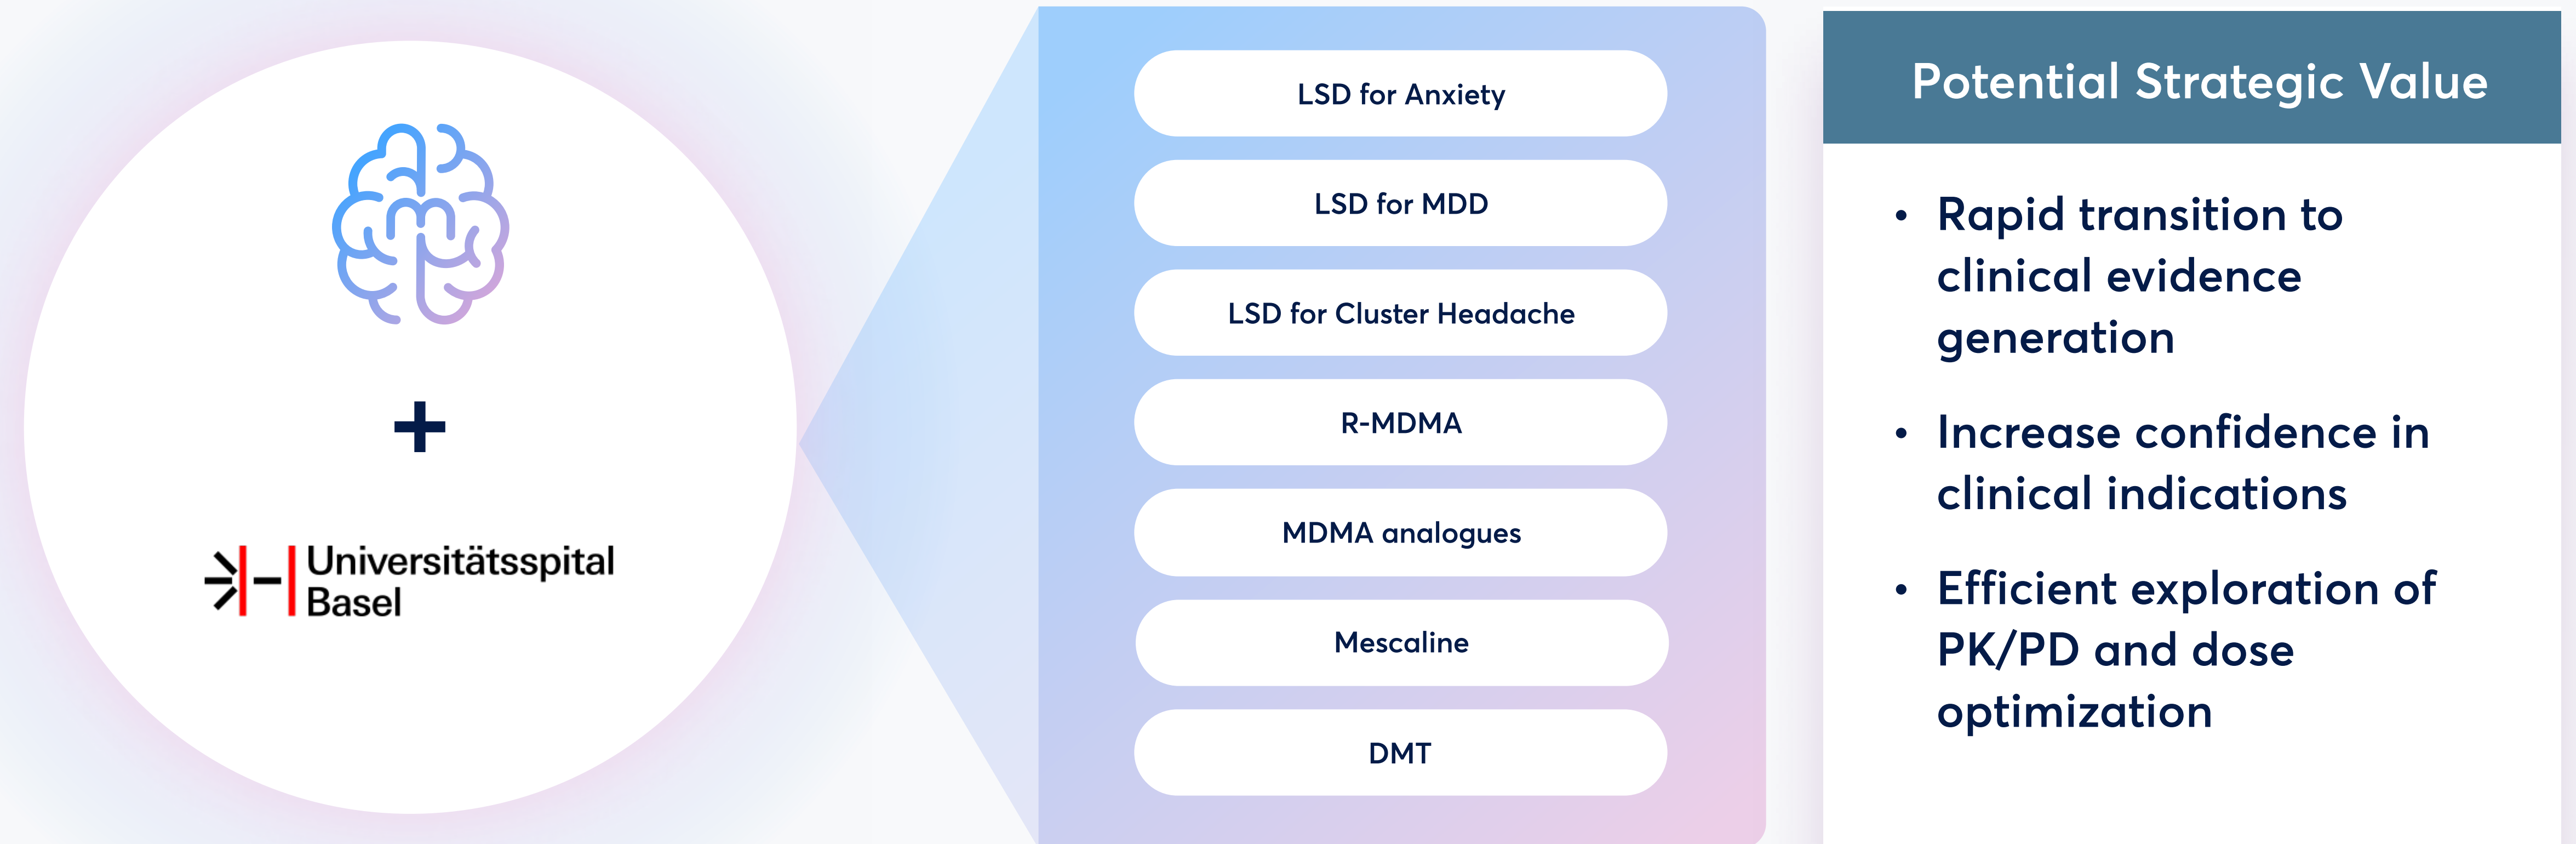 +
Universitätsspital
Basel
LSD for Anxiety
LSD for MDD
LSD for Cluster Headache
R-MDMA
MDMA analogues
Mescaline
DMT
Potential Strategic Value
• Rapid transition to
clinical evidence
generation
• Increase confidence in
clinical indications
• Efficient exploration of
PK/PD and dose
optimization